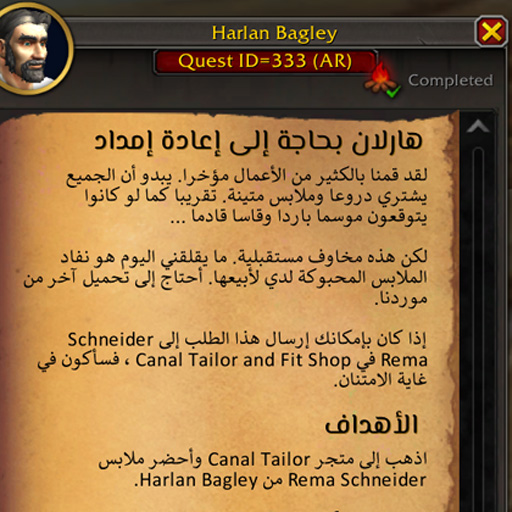 Harlan Bagley
Quest ID=333 (AR)
Completed
هارلان بحاجة إلى إعادة إمداد
لقد قمنا بالكثير من الأعمال مؤخرا. يبدو أن الجميع
يشتري دروعا وملابس متينة. تقريبا كما لو كانوا
يتوقعون موسما باردا وقاسا قادما ...
لكن هذه مخاوف مستقبلية. ما يقلقني اليوم هو نفاد
الملابس المحبوكة لدي لأبيعها. أحتاج إلى تحميل آخر من
موردنا.
إذا كان بإمكانك إرسال هذا الطلب إلى Schneider
Rema في Canal Tailor and Fit Shop ، فسأكون في
غاية الامتنان.
الأهداف
اذهب إلى متجر Canal Tailor وأحضر ملابس
Rema Schneider من Harlan Bagley.